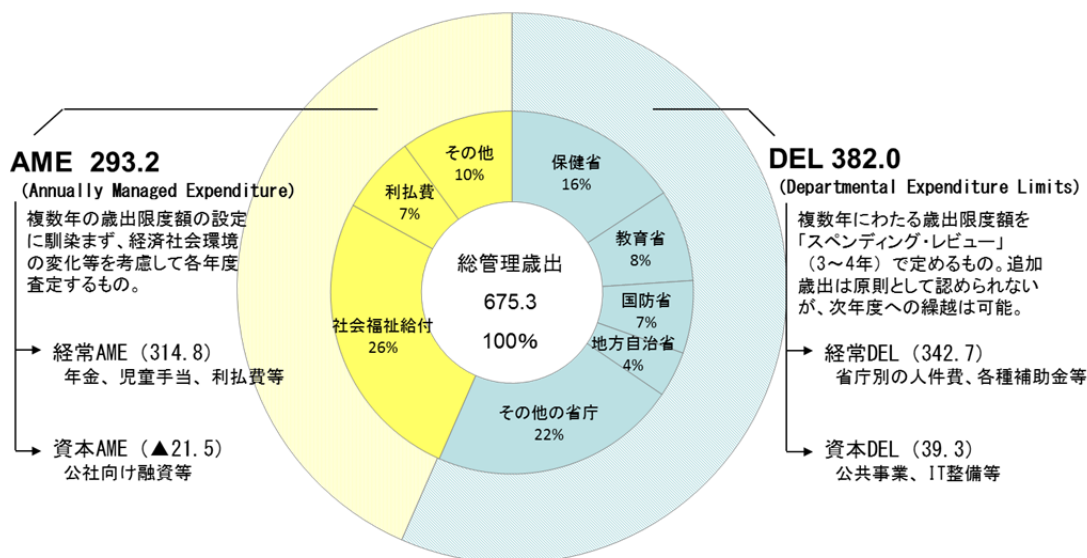 AME 293.2
(Annually Managed Expenditure)
複数年の歳出限度額の設定
に馴染まず、経済社会環境
の変化等を考慮して各年度
査定するもの。
経常AME（314.8）
年金、児童手当、利払費等
資本AME（▲21.5）
公社向け融資等
その他
10%
利払費
7%
社会福祉給付
26%
総管理歳出
675.3
100%
保健省
16%
教育省
8%
国防省
7%
地方自治省
4%
その他の省庁
22%
DEL 382.0
(Departmental Expenditure Limits)
複数年にわたる歳出限度額を
「スペンディング・レビュー」
（3～4年）で定めるもの。追加
歳出は原則として認められない
が、次年度への繰越は可能。
経常DEL（342.7）
省庁別の人件費、各種補助金等
資本DEL（39.3）
公共事業、IT整備等